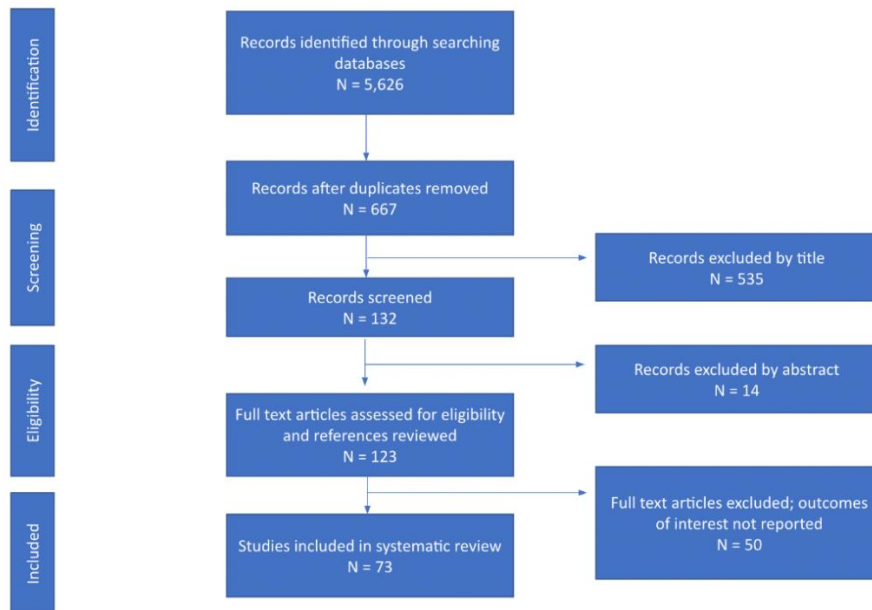 Identification
Records identified through searching
databases
N = 5,626
Screening
Records after duplicates removed
N = 667
Records excluded by title
N = 535
Records screened
N = 132
Eligibility
Records excluded by abstract
N = 14
Full text articles assessed for eligibility
and references reviewed
N = 123
Included
Full text articles excluded; outcomes
of interest not reported
N = 50
Studies included in systematic review
N = 73